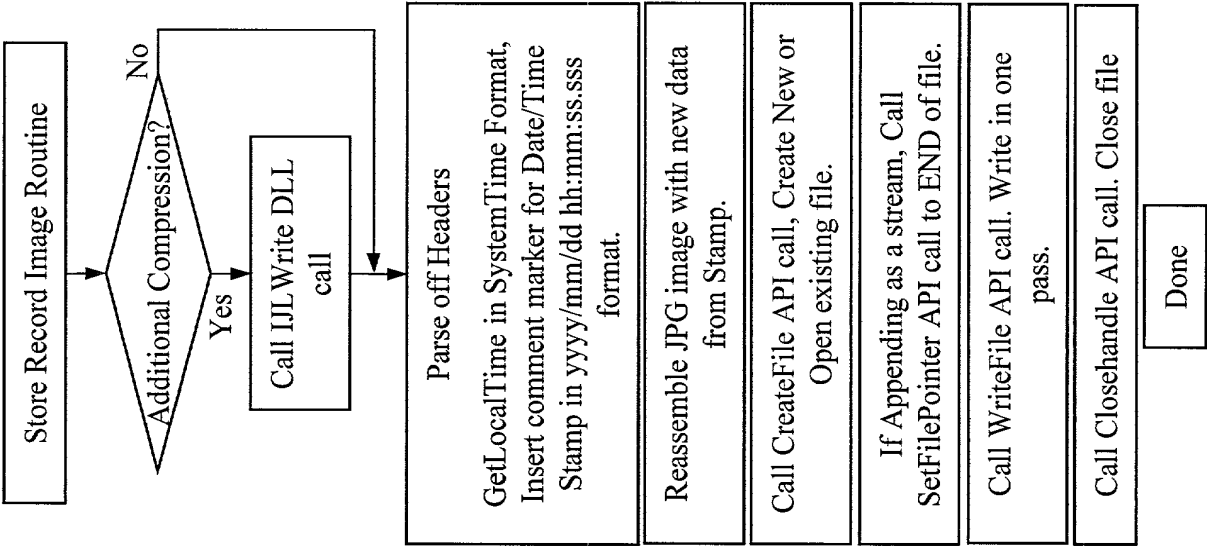 Store Record Image Routine
Additional Compression?
No
Yes
Call IJLWrite DLL
call
Parse off Headers
GetLocalTime in SystemTime Format,
Insert comment marker for Date/Time
Stamp in yyyy/mm/dd hh:mm:ss.sss
format.
Reassemble JPG image with new data
from Stamp.
Call CreateFile API call, Create New or
Open existing file.
If Appending as a stream, Call
SetFilePointer API call to END of file.
Call WriteFile API call. Write in one
pass.
Call Closehandle API call. Close file
Done